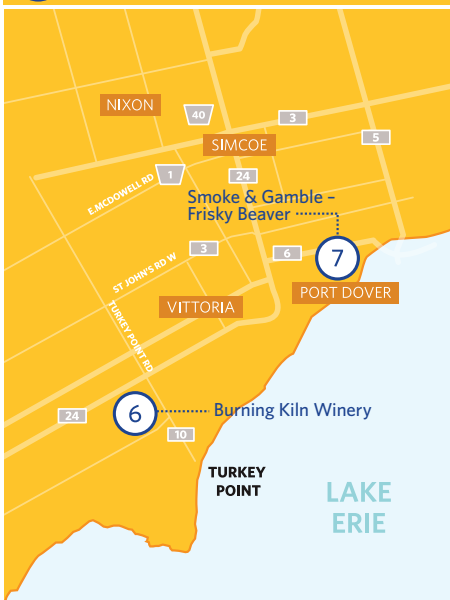 NIXON
40
3
5
SIMCOE
1
24
E.MCDOWELL RD
Smoke & Gamble –
Frisky Beaver
3
6
7
ST JOHN'S RD W
PORT DOVER
VITTORIA
TURKEY POINT RD
24
6
Burning Kiln Winery
10
TURKEY
POINT
LAKE
ERIE